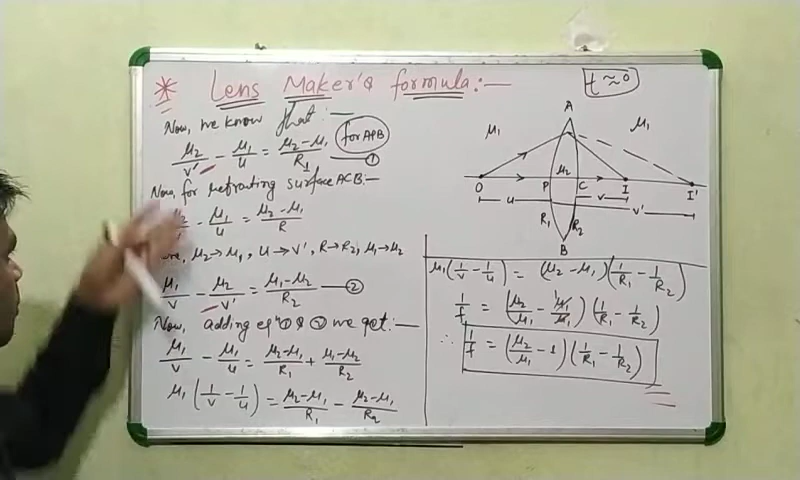 * Lens Maker's formula:—
t ≈ 0
Now, we know that:—
μ₂/v' - μ₁/u = (μ₂-μ₁)/R₁ —① for APB
Now, for refracting surface ACB:—
- μ₁/u = (μ₂-μ₁)/R
μ₂→μ₁, u→v', R→R₂, μ₁→μ₂
μ₁/v - μ₂/v' = (μ₁-μ₂)/R₂ —②
Now, adding eqⁿ ① & ② we get:—
μ₁/v - μ₁/u = (μ₂-μ₁)/R₁ + (μ₁-μ₂)/R₂
μ₁(1/v - 1/u) = (μ₂-μ₁)/R₁ - (μ₂-μ₁)/R₂
A
μ₁ μ₁
μ₂
O P C I I'
u v
v'
R₁ R₂
B
μ₁(1/v - 1/u) = (μ₂-μ₁)(1/R₁ - 1/R₂)
1/f = (μ₂/μ₁ - μ₁/μ₁)(1/R₁ - 1/R₂)
∴ 1/f = (μ₂/μ₁ - 1)(1/R₁ - 1/R₂)